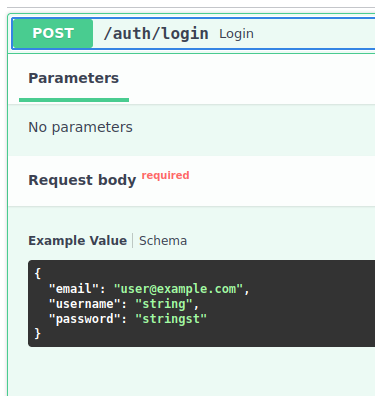 POST /auth/login Login
Parameters
No parameters
Request body required
Example Value Schema
{
"email": "user@example.com",
"username": "string",
"password": "stringst"
}